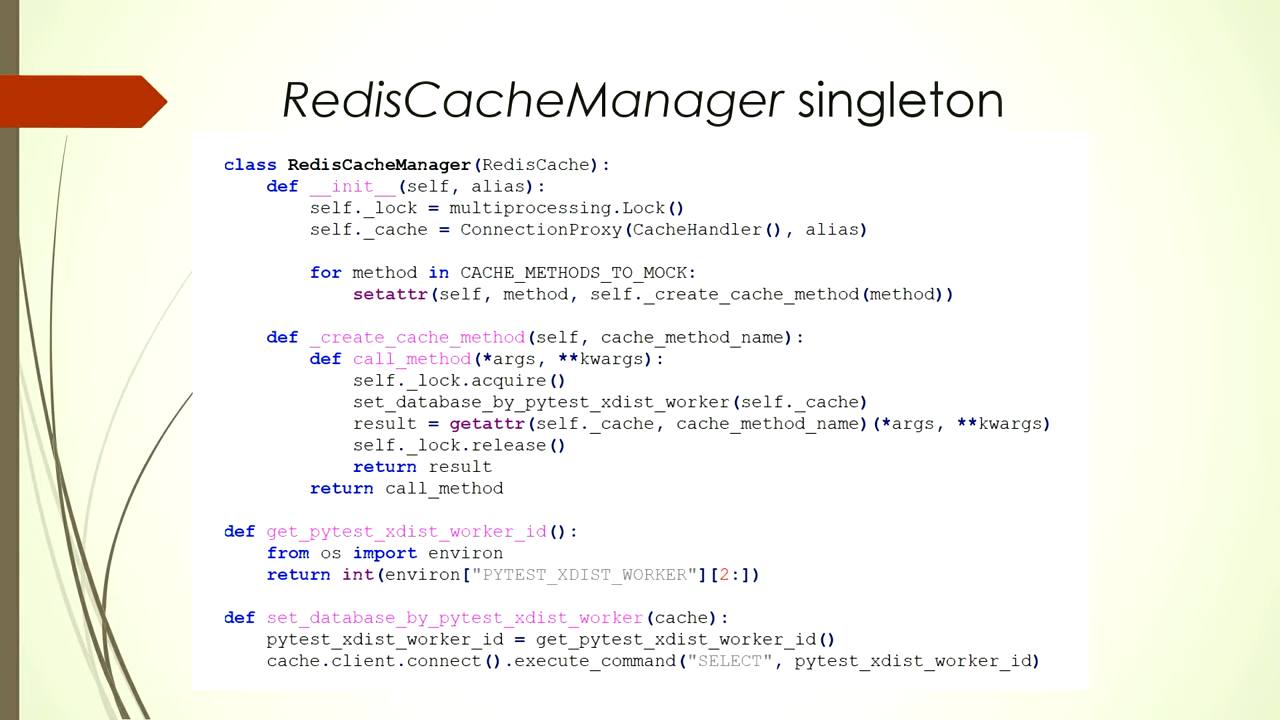 RedisCacheManager singleton
class RedisCacheManager(RedisCache):
    def __init__(self, alias):
        self._lock = multiprocessing.Lock()
        self._cache = ConnectionProxy(CacheHandler(), alias)

        for method in CACHE_METHODS_TO_MOCK:
            setattr(self, method, self._create_cache_method(method))

    def _create_cache_method(self, cache_method_name):
        def call_method(*args, **kwargs):
            self._lock.acquire()
            set_database_by_pytest_xdist_worker(self._cache)
            result = getattr(self._cache, cache_method_name)(*args, **kwargs)
            self._lock.release()
            return result
        return call_method

def get_pytest_xdist_worker_id():
    from os import environ
    return int(environ["PYTEST_XDIST_WORKER"][2:])

def set_database_by_pytest_xdist_worker(cache):
    pytest_xdist_worker_id = get_pytest_xdist_worker_id()
    cache.client.connect().execute_command("SELECT", pytest_xdist_worker_id)